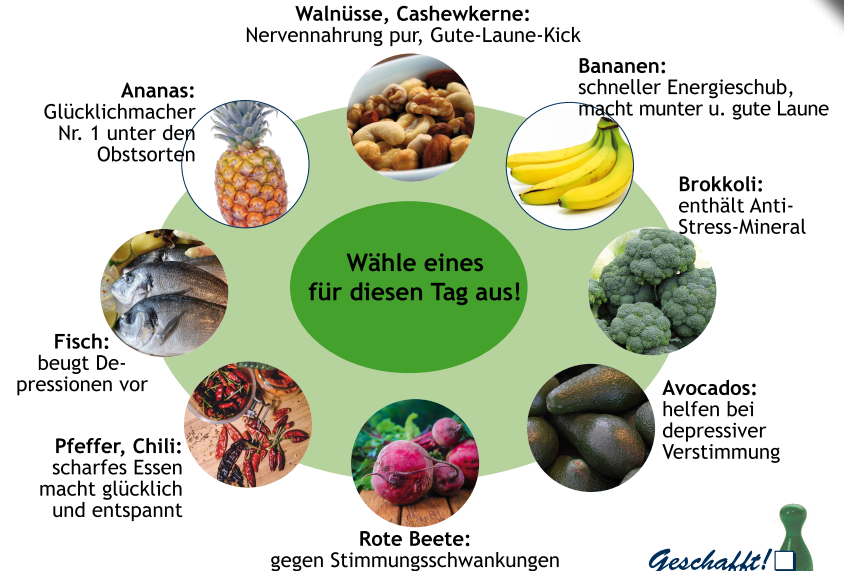 Walnüsse, Cashewkerne:
Nervennahrung pur, Gute-Laune-Kick
Bananen:
schneller Energieschub,
macht munter u. gute Laune
Ananas:
Glücklichmacher
Nr. 1 unter den
Obstsorten
Brokkoli:
enthält Anti-
Stress-Mineral
Wähle eines
für diesen Tag aus!
Fisch:
beugt De-
pressionen vor
Avocados:
helfen bei
depressiver
Verstimmung
Pfeffer, Chili:
scharfes Essen
macht glücklich
und entspannt
Rote Beete:
gegen Stimmungsschwankungen
Geschafft!